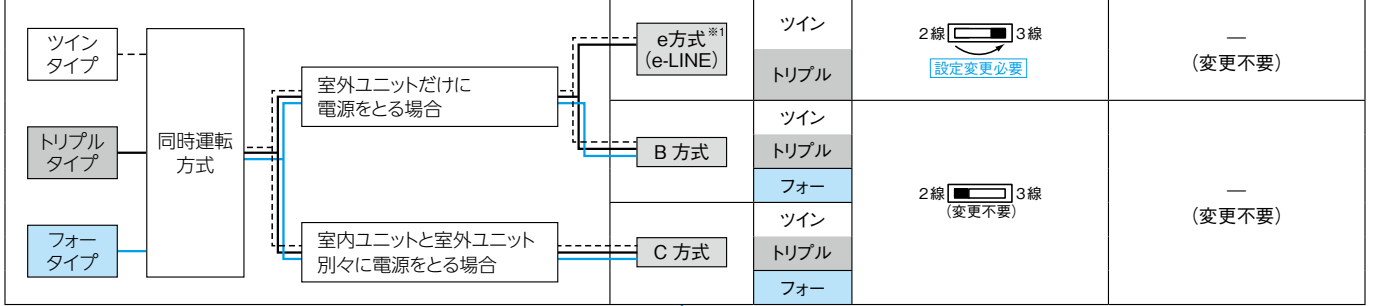 ツイン
タイプ
トリプル
タイプ
フォー
タイプ
同時運転
方式
室外ユニットだけに
電源をとる場合
室内ユニットと室外ユニット
別々に電源をとる場合
e方式※1
（e-LINE）
B 方式
C 方式
ツイン
トリプル
ツイン
トリプル
フォー
ツイン
トリプル
フォー
2線 3線
設定変更必要
2線 3線
（変更不要）
―
（変更不要）
―
（変更不要）